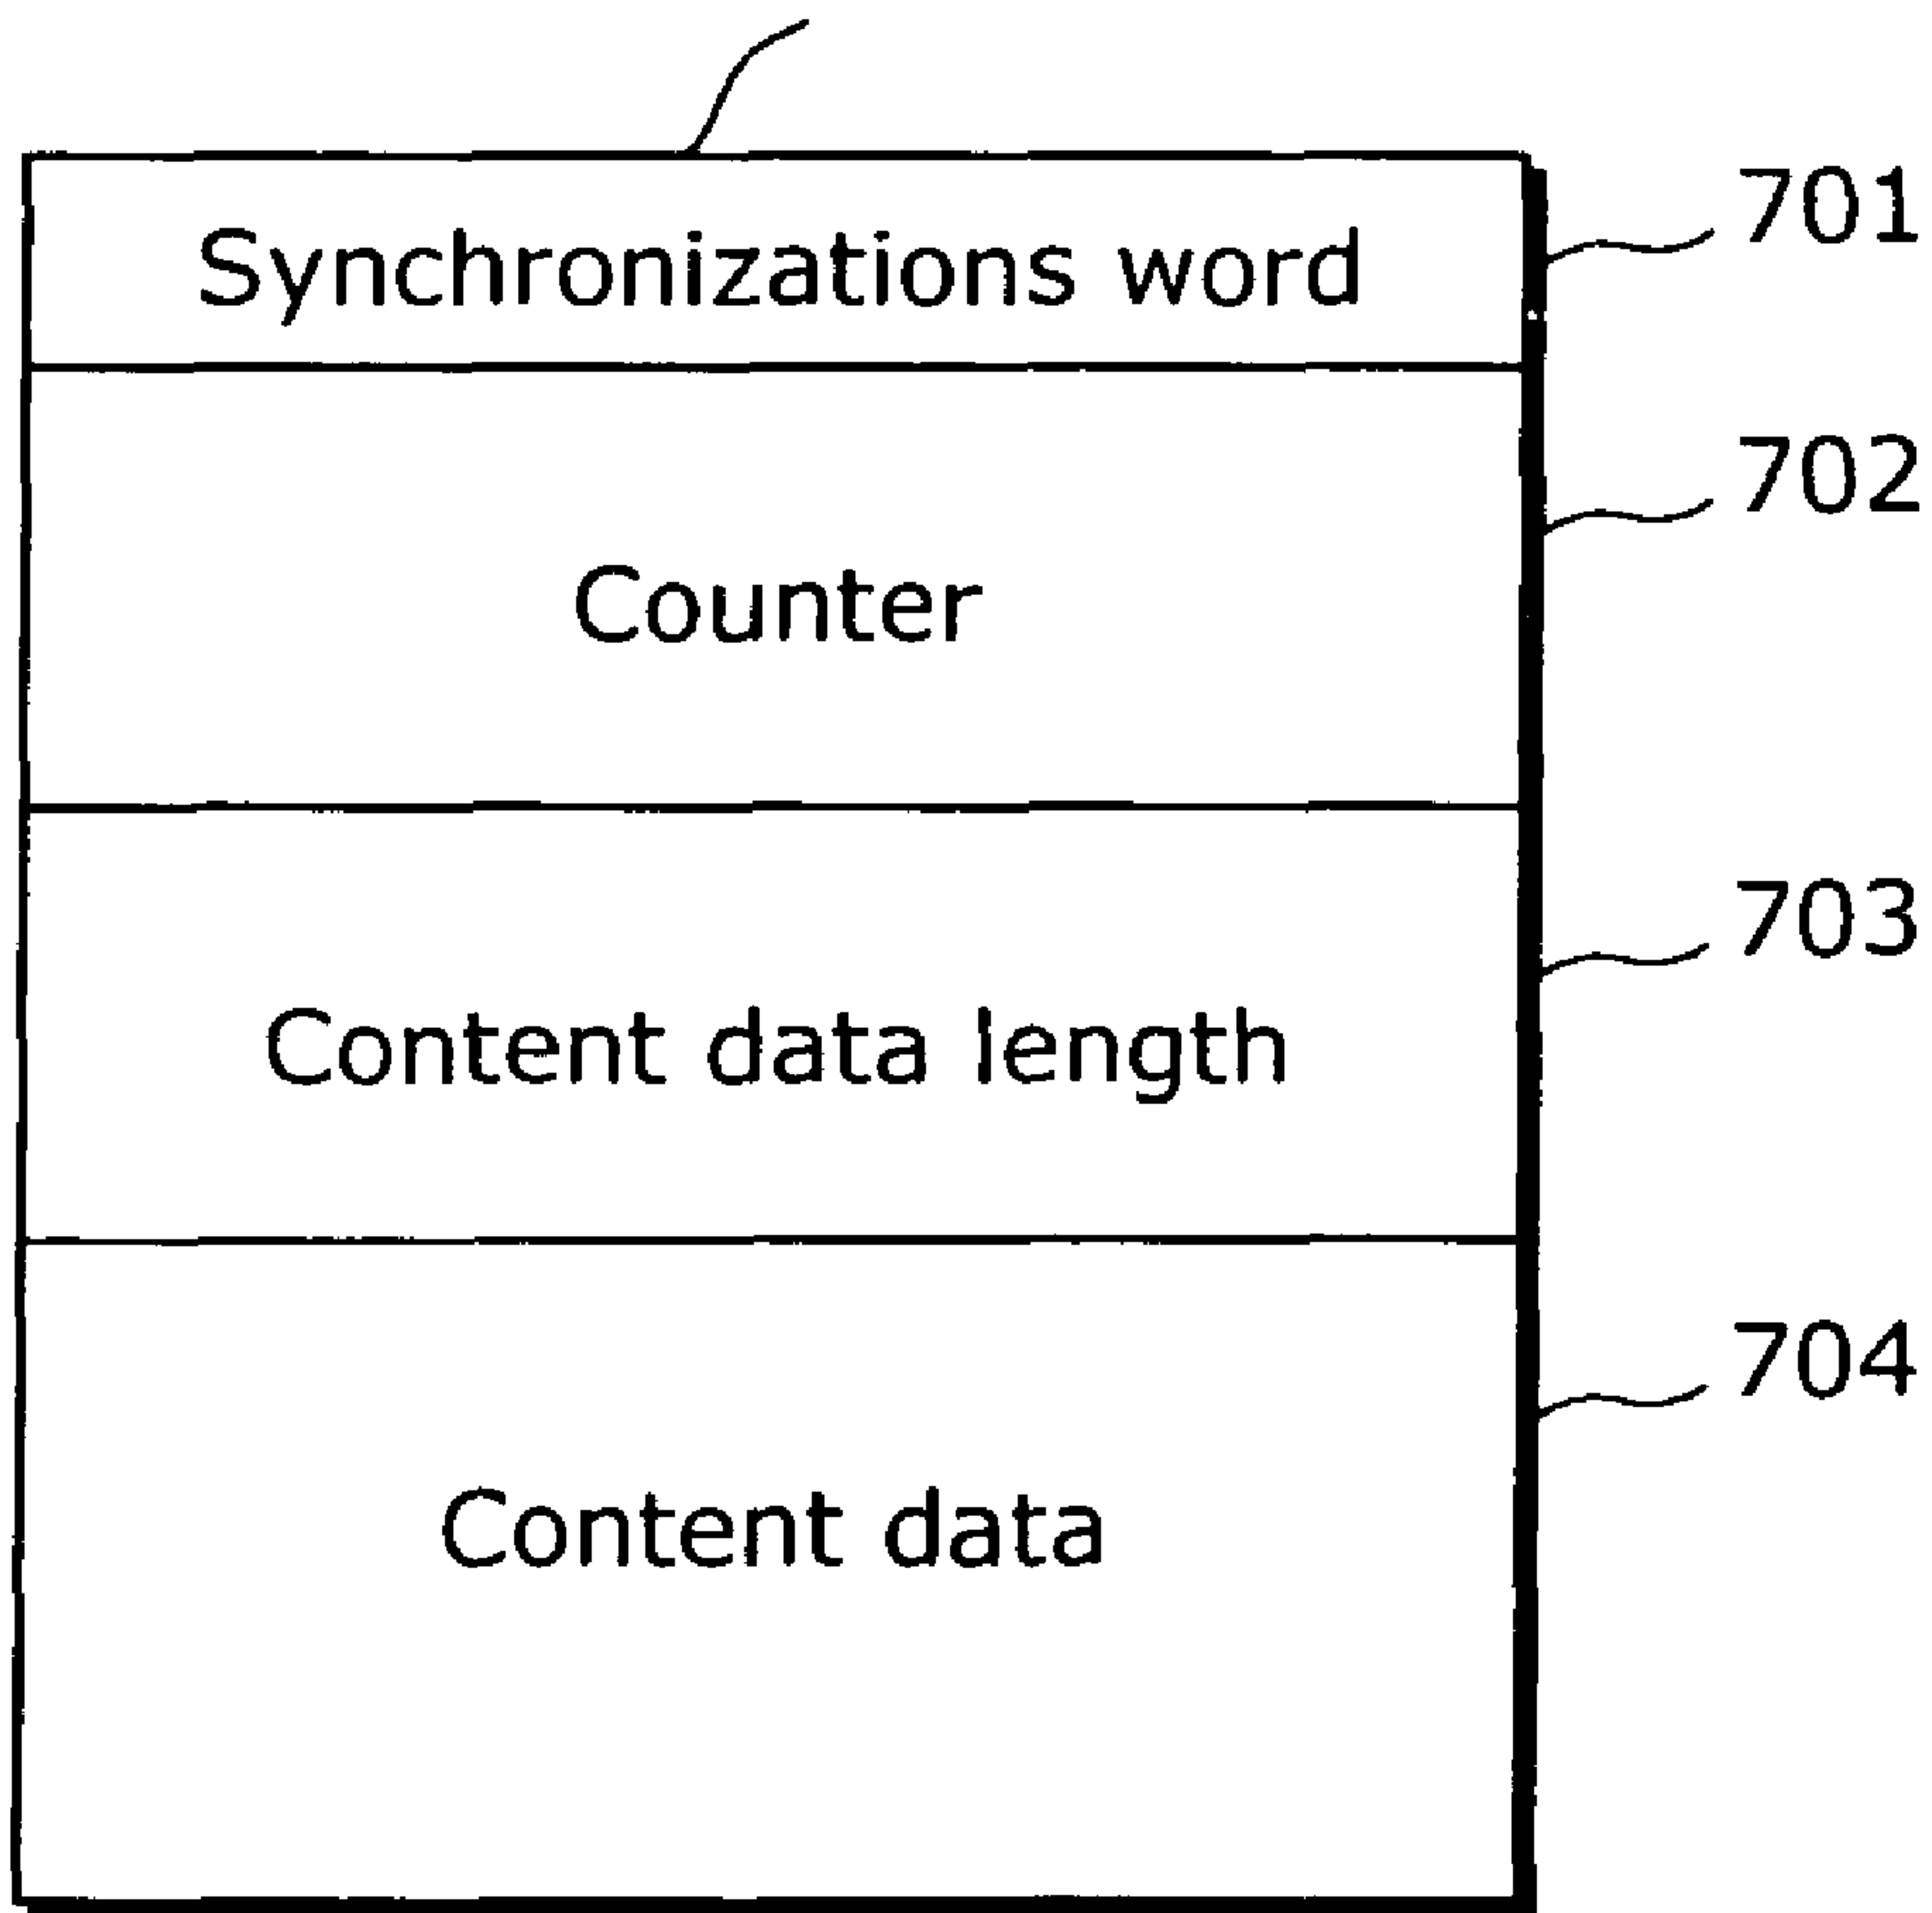 Synchronizations word 701
Counter 702
Content data length 703
Content data 704